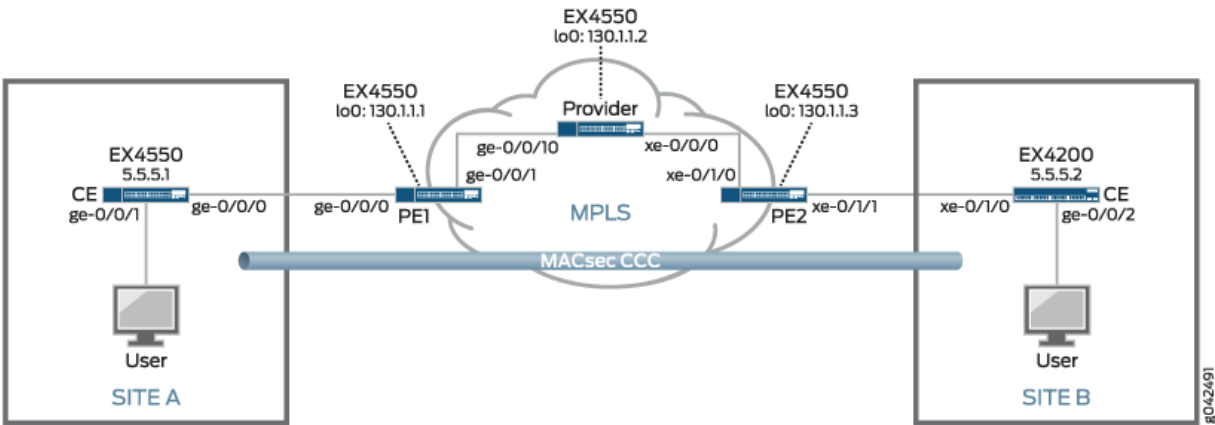 EX4550
lo0: 130.1.1.2
EX4550
lo0: 130.1.1.1
EX4550
lo0: 130.1.1.3
Provider
ge-0/0/10
xe-0/0/0
EX4550
5.5.5.1
ge-0/0/1
xe-0/1/0
EX4200
5.5.5.2
CE
ge-0/0/1
ge-0/0/0
ge-0/0/0
PE1
MPLS
PE2
xe-0/1/1
xe-0/1/0
CE
ge-0/0/2
MACsec CCC
User
User
SITE A
SITE B
g042491